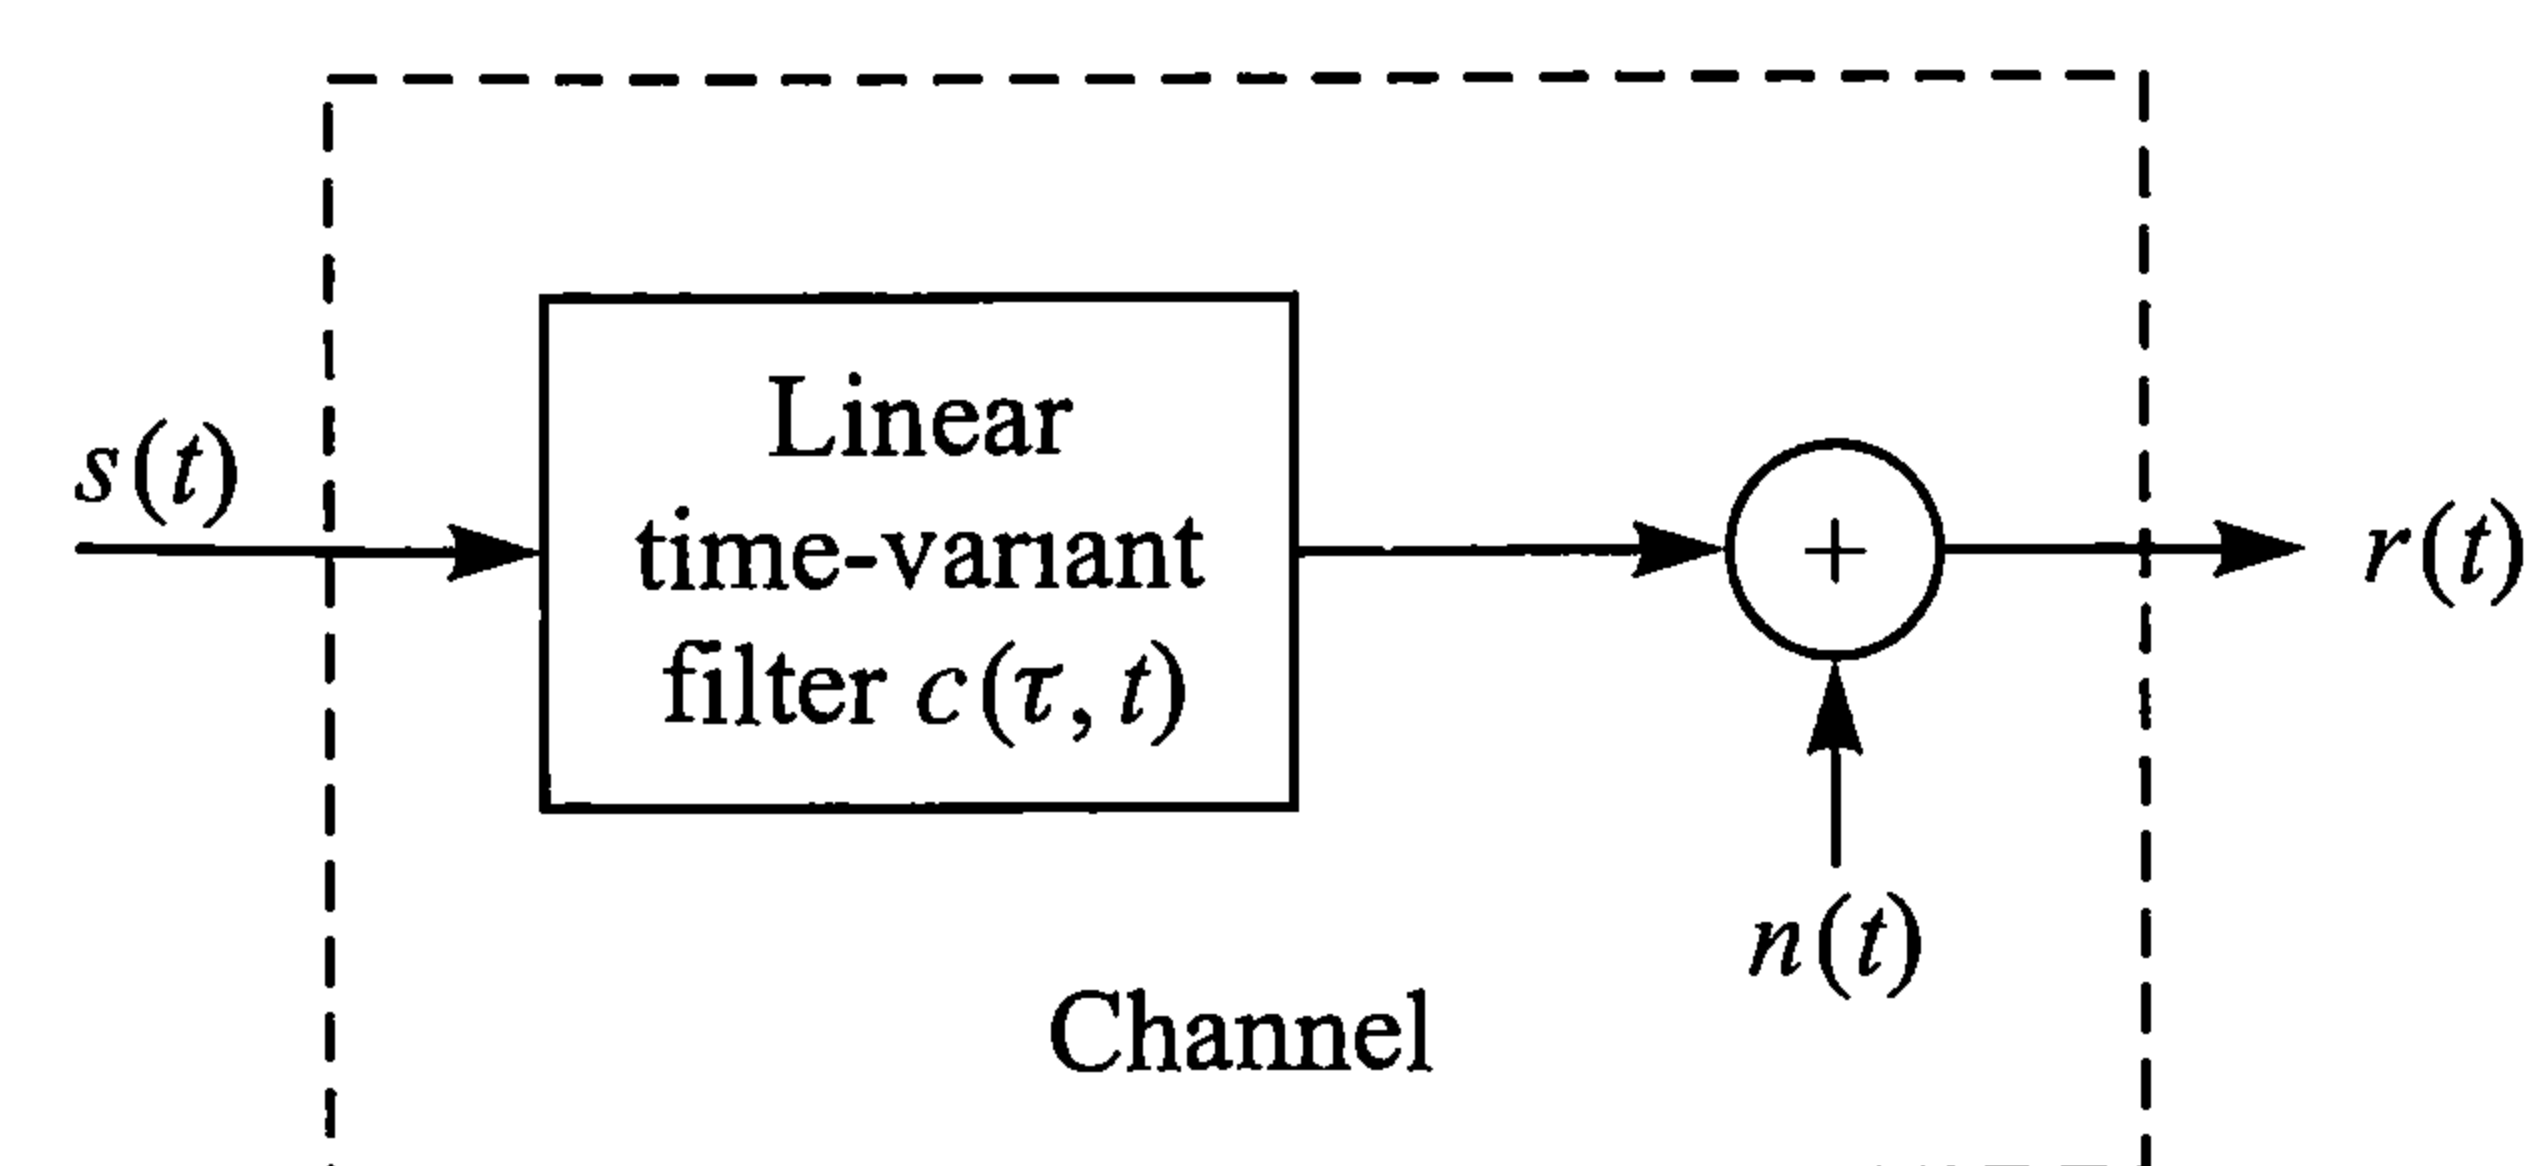 s(t)
Linear
time-variant
filter c(τ, t)
+
r(t)
n(t)
Channel